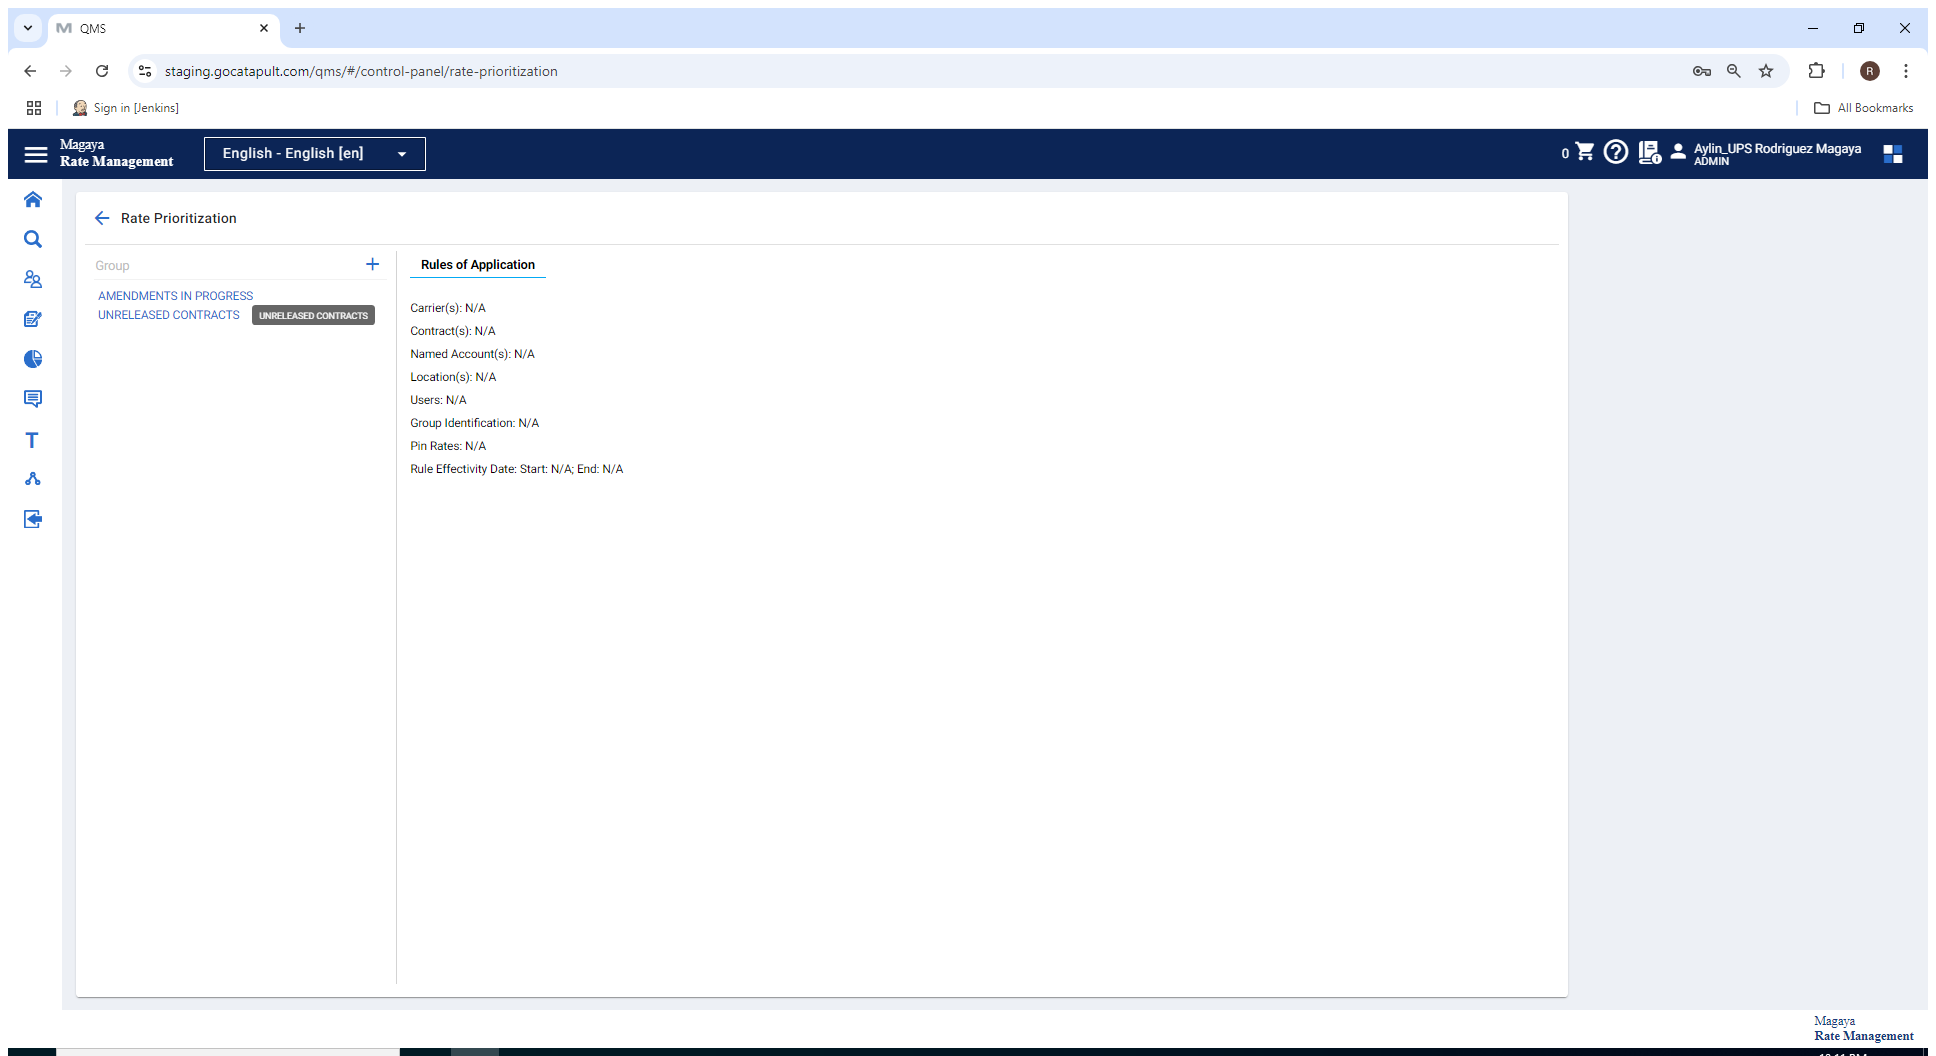 QMS
staging.gocatapult.com/qms/#/control-panel/rate-prioritization
R
Sign in [Jenkins]
All Bookmarks
Magaya
Rate Management
English - English [en]
0
Aylin_UPS Rodriguez Magaya
ADMIN
Rate Prioritization
Group
AMENDMENTS IN PROGRESS
UNRELEASED CONTRACTS
UNRELEASED CONTRACTS
Rules of Application
Carrier(s): N/A
Contract(s): N/A
Named Account(s): N/A
Location(s): N/A
Users: N/A
Group Identification: N/A
Pin Rates: N/A
Rule Effectivity Date: Start: N/A; End: N/A
Magaya
Rate Management